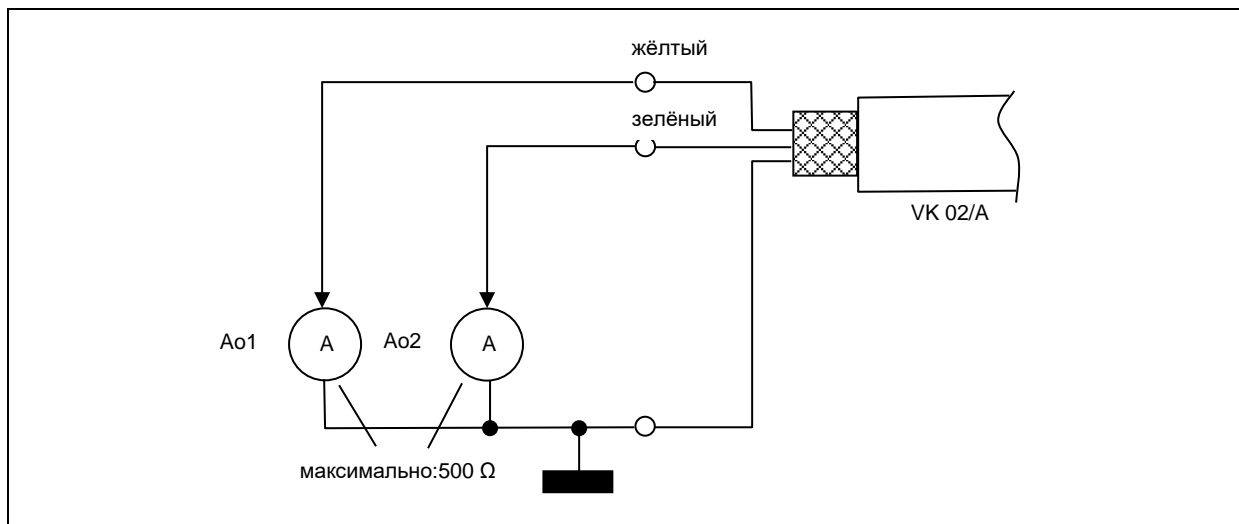 жёлтый
зелёный
VK 02/A
Ao1
A
Ao2
A
максимально:500 Ω